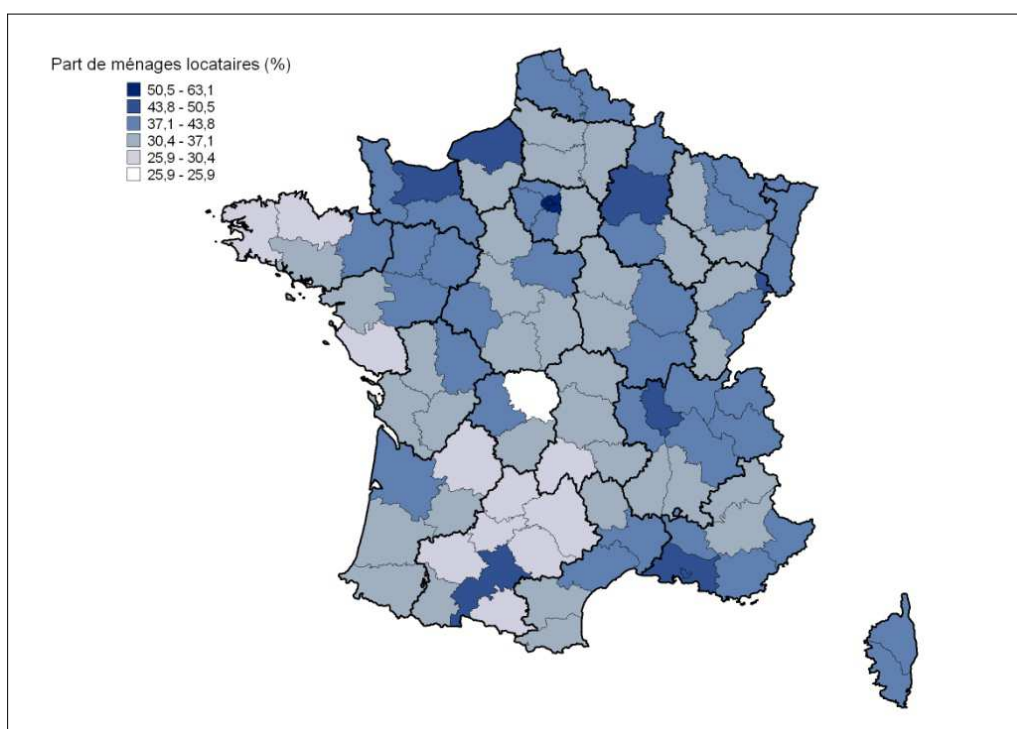 Part de ménages locataires (%)
50,5 - 63,1
43,8 - 50,5
37,1 - 43,8
30,4 - 37,1
25,9 - 30,4
25,9 - 25,9